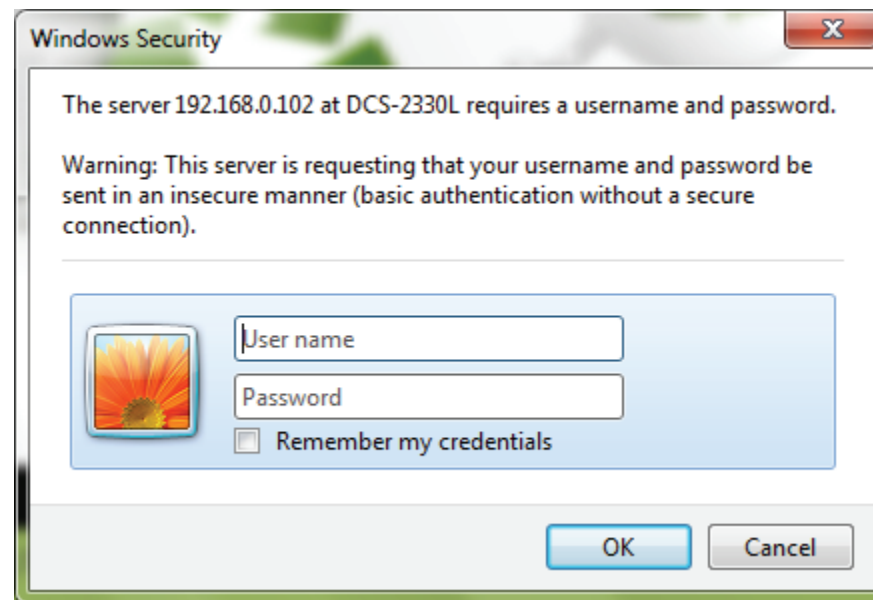 Windows Security
The server 192.168.0.102 at DCS-2330L requires a username and password.
Warning: This server is requesting that your username and password be
sent in an insecure manner (basic authentication without a secure
connection).
User name
Password
Remember my credentials
OK
Cancel